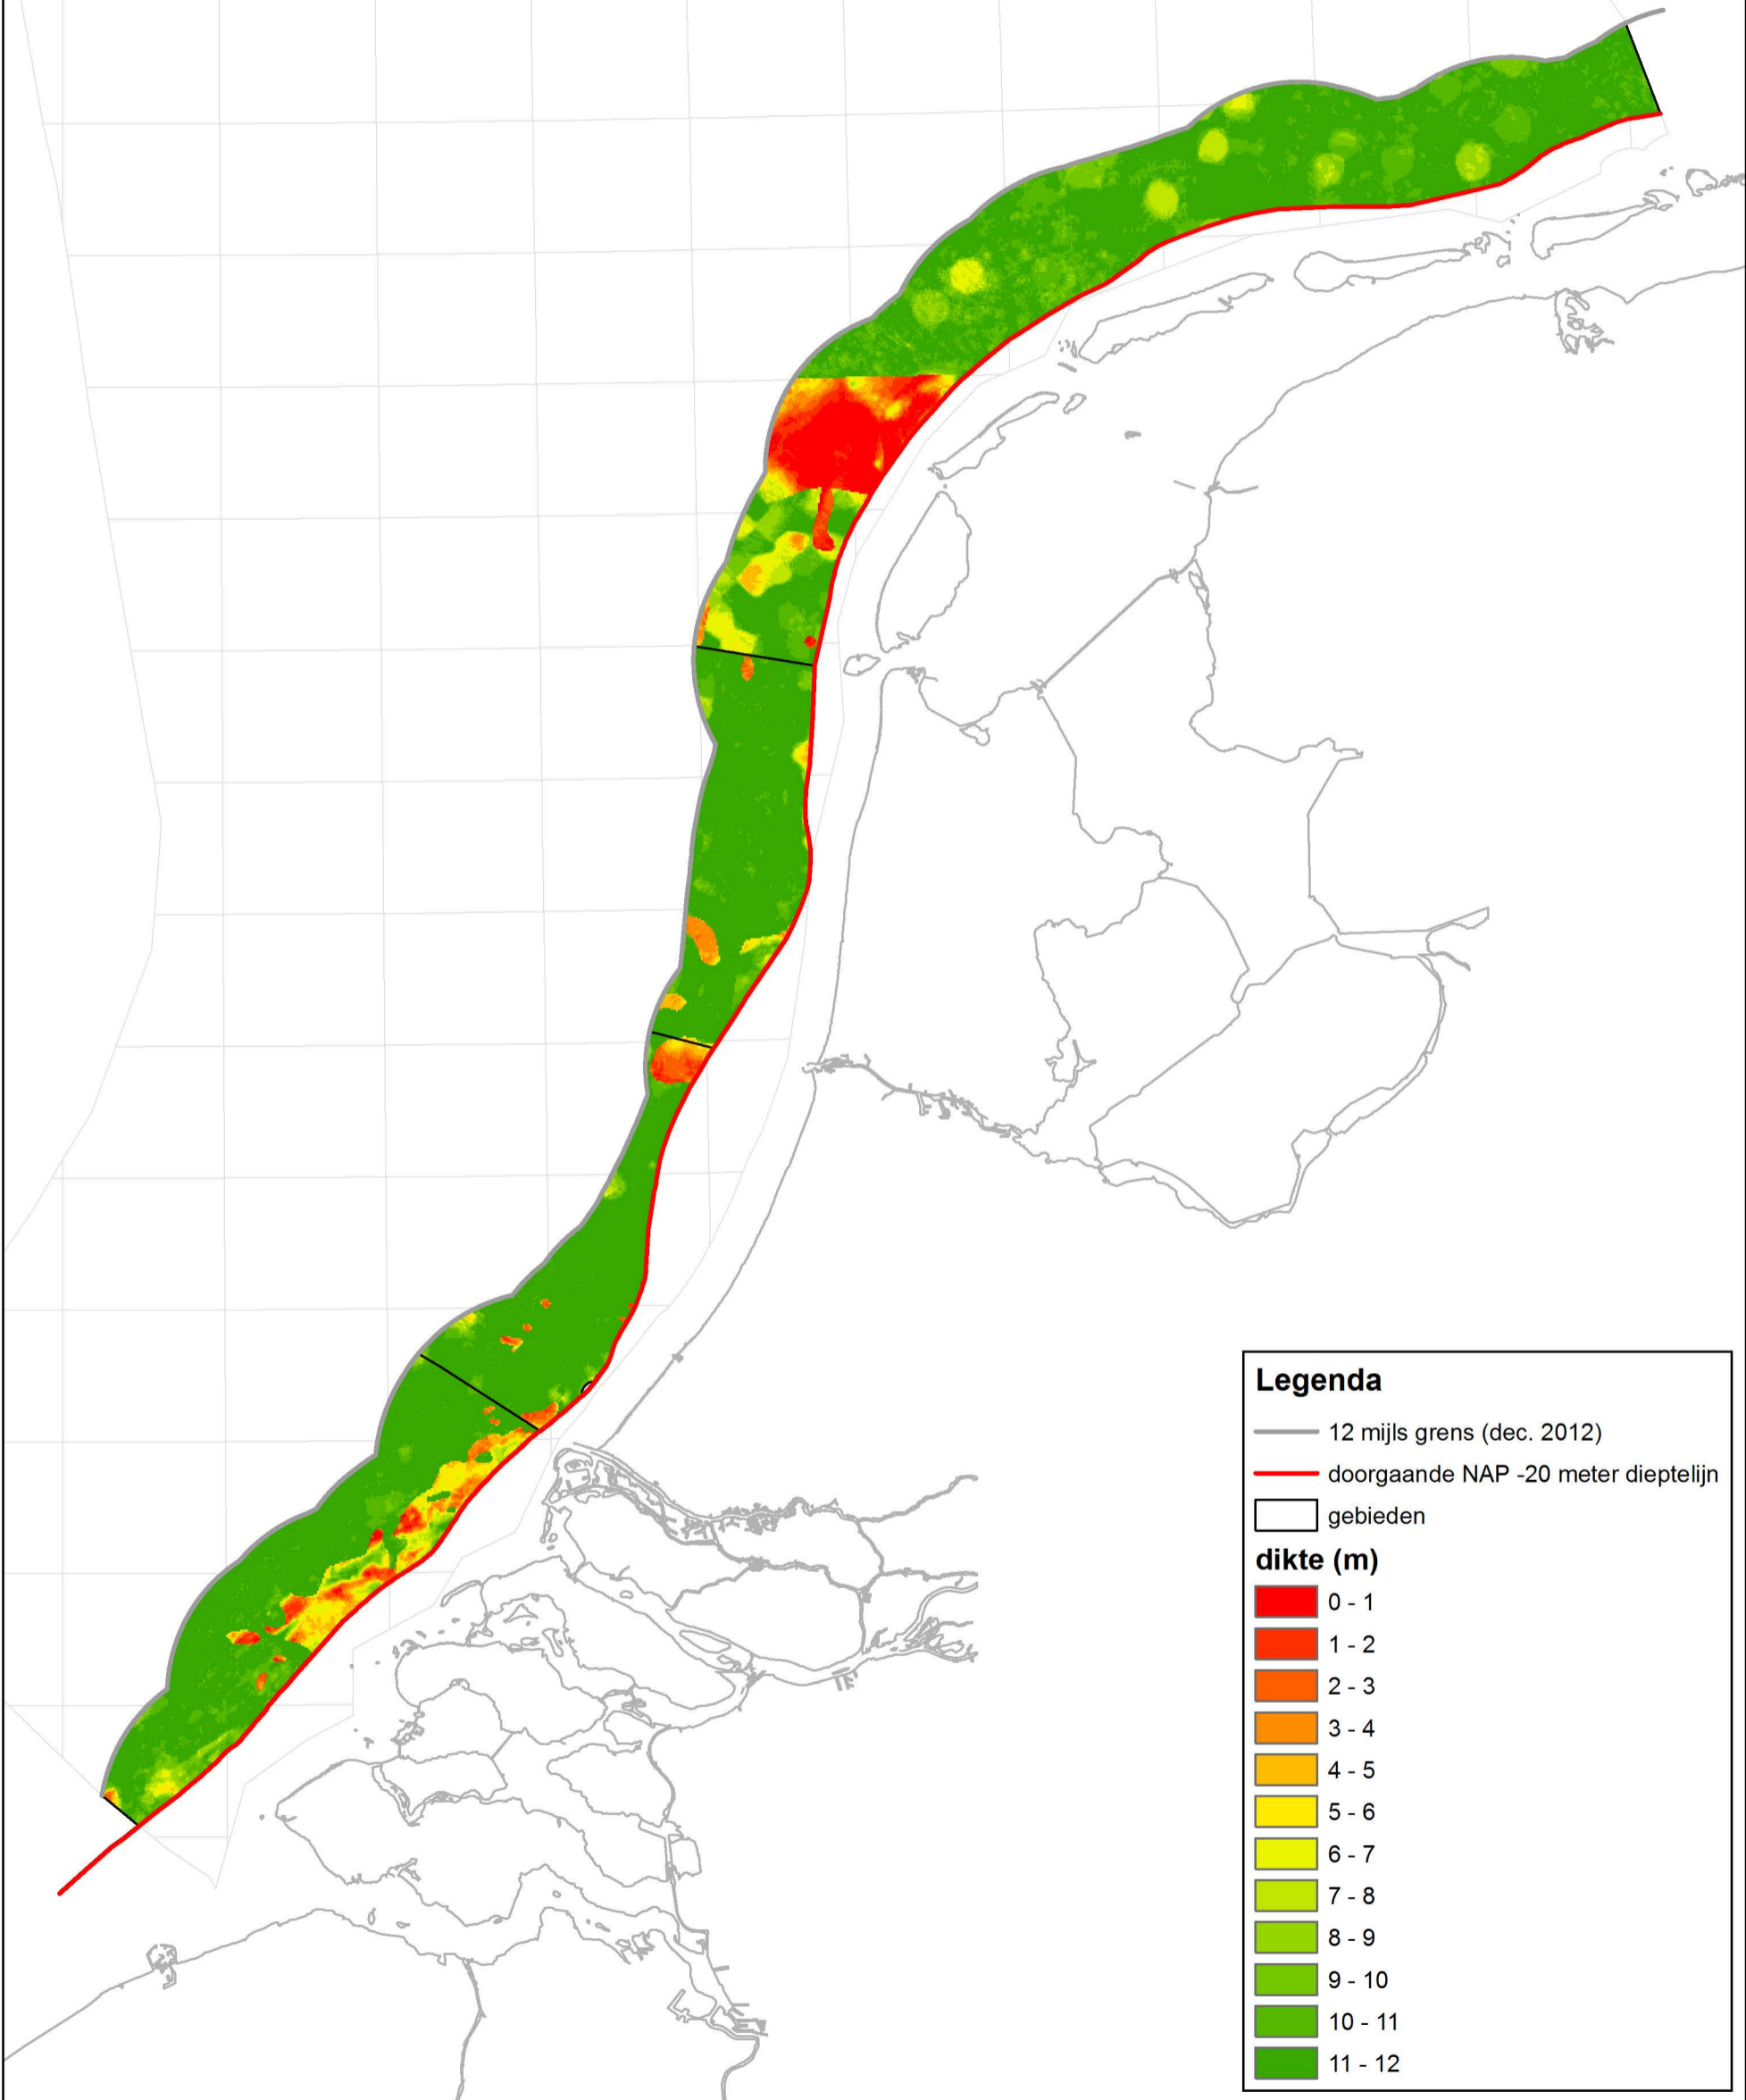 Legenda
12 mijls grens (dec. 2012)
doorgaande NAP -20 meter dieptelijn
gebieden
dikte (m)
0 - 1
1 - 2
2 - 3
3 - 4
4 - 5
5 - 6
6 - 7
7 - 8
8 - 9
9 - 10
10 - 11
11 - 12